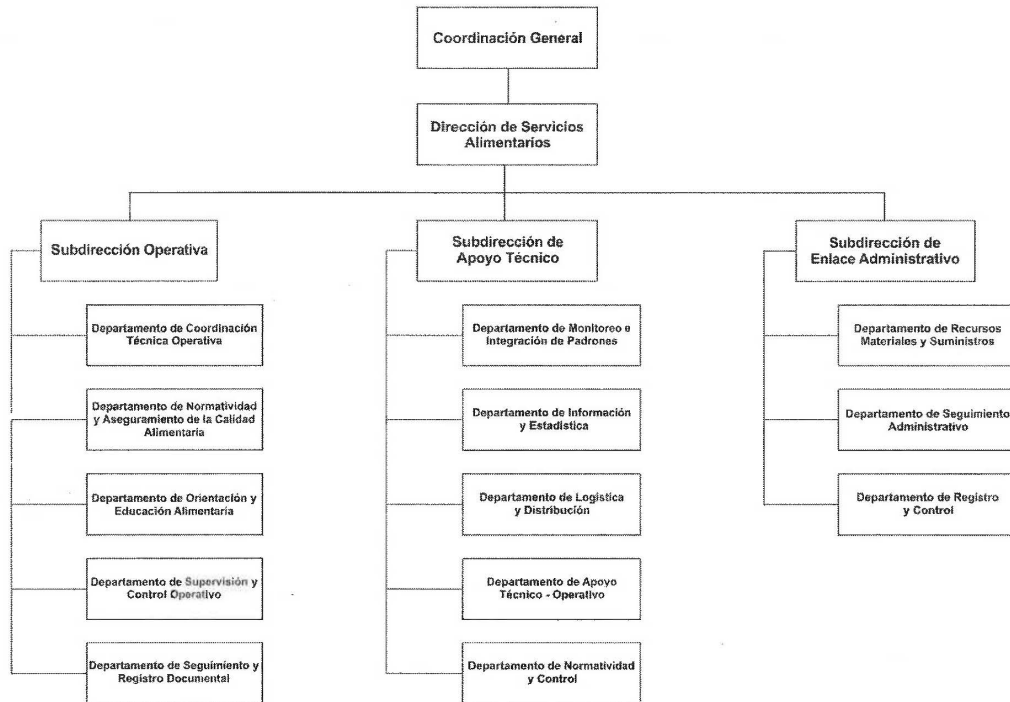 Coordinación General
Dirección de Servicios
Alimentarios
Subdirección Operativa
Departamento de Coordinación
Técnica Operativa
Departamento de Normatividad
y Aseguramiento de la Calidad
Alimentaria
Departamento de Orientación y
Educación Alimentaria
Departamento de Supervisión y
Control Operativo
Departamento de Seguimiento y
Registro Documental
Subdirección de
Apoyo Técnico
Departamento de Monitoreo e
Integración de Padrones
Departamento de Información
y Estadística
Departamento de Logística
y Distribución
Departamento de Apoyo
Técnico - Operativo
Departamento de Normatividad
y Control
Subdirección de
Enlace Administrativo
Departamento de Recursos
Materiales y Suministros
Departamento de Seguimiento
Administrativo
Departamento de Registro
y Control